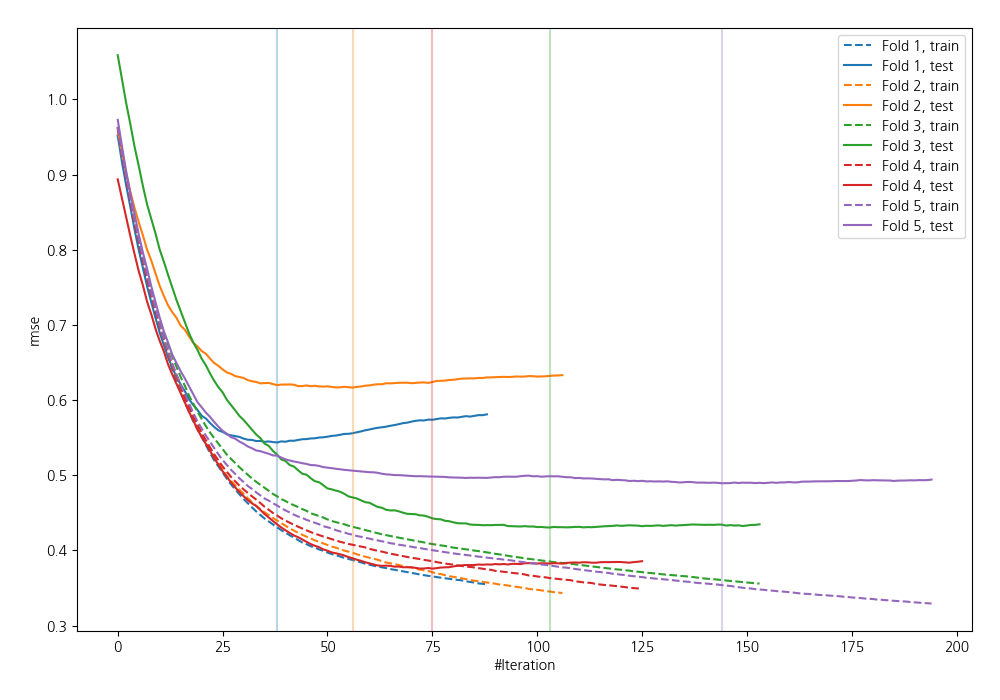 Fold 1, train
Fold 1, test
Fold 2, train
Fold 2, test
Fold 3, train
Fold 3, test
Fold 4, train
Fold 4, test
Fold 5, train
Fold 5, test
1.0
0.9
0.8
0.7
0.6
0.5
0.4
0.3
rmse
0 25 50 75 100 125 150 175 200
#Iteration